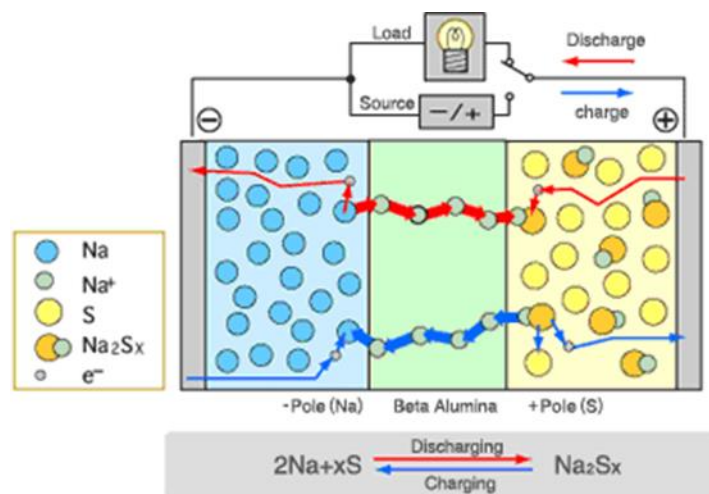 Load
Discharge
Source
−/+
charge
⊖
⊕
Na
Na+
S
Na2Sx
e−
-Pole (Na)
Beta Alumina
+Pole (S)
Discharging
2Na+xS
Na2Sx
Charging